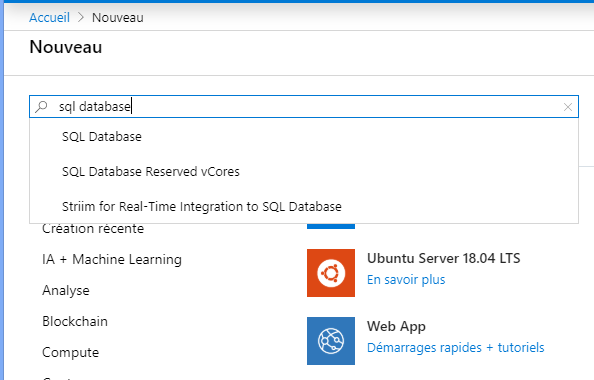 Accueil > Nouveau
Nouveau
sql database
SQL Database
SQL Database Reserved vCores
Striim for Real-Time Integration to SQL Database
Création récente
IA + Machine Learning
Analyse
Blockchain
Compute
Ubuntu Server 18.04 LTS
En savoir plus
Web App
Démarrages rapides + tutoriels